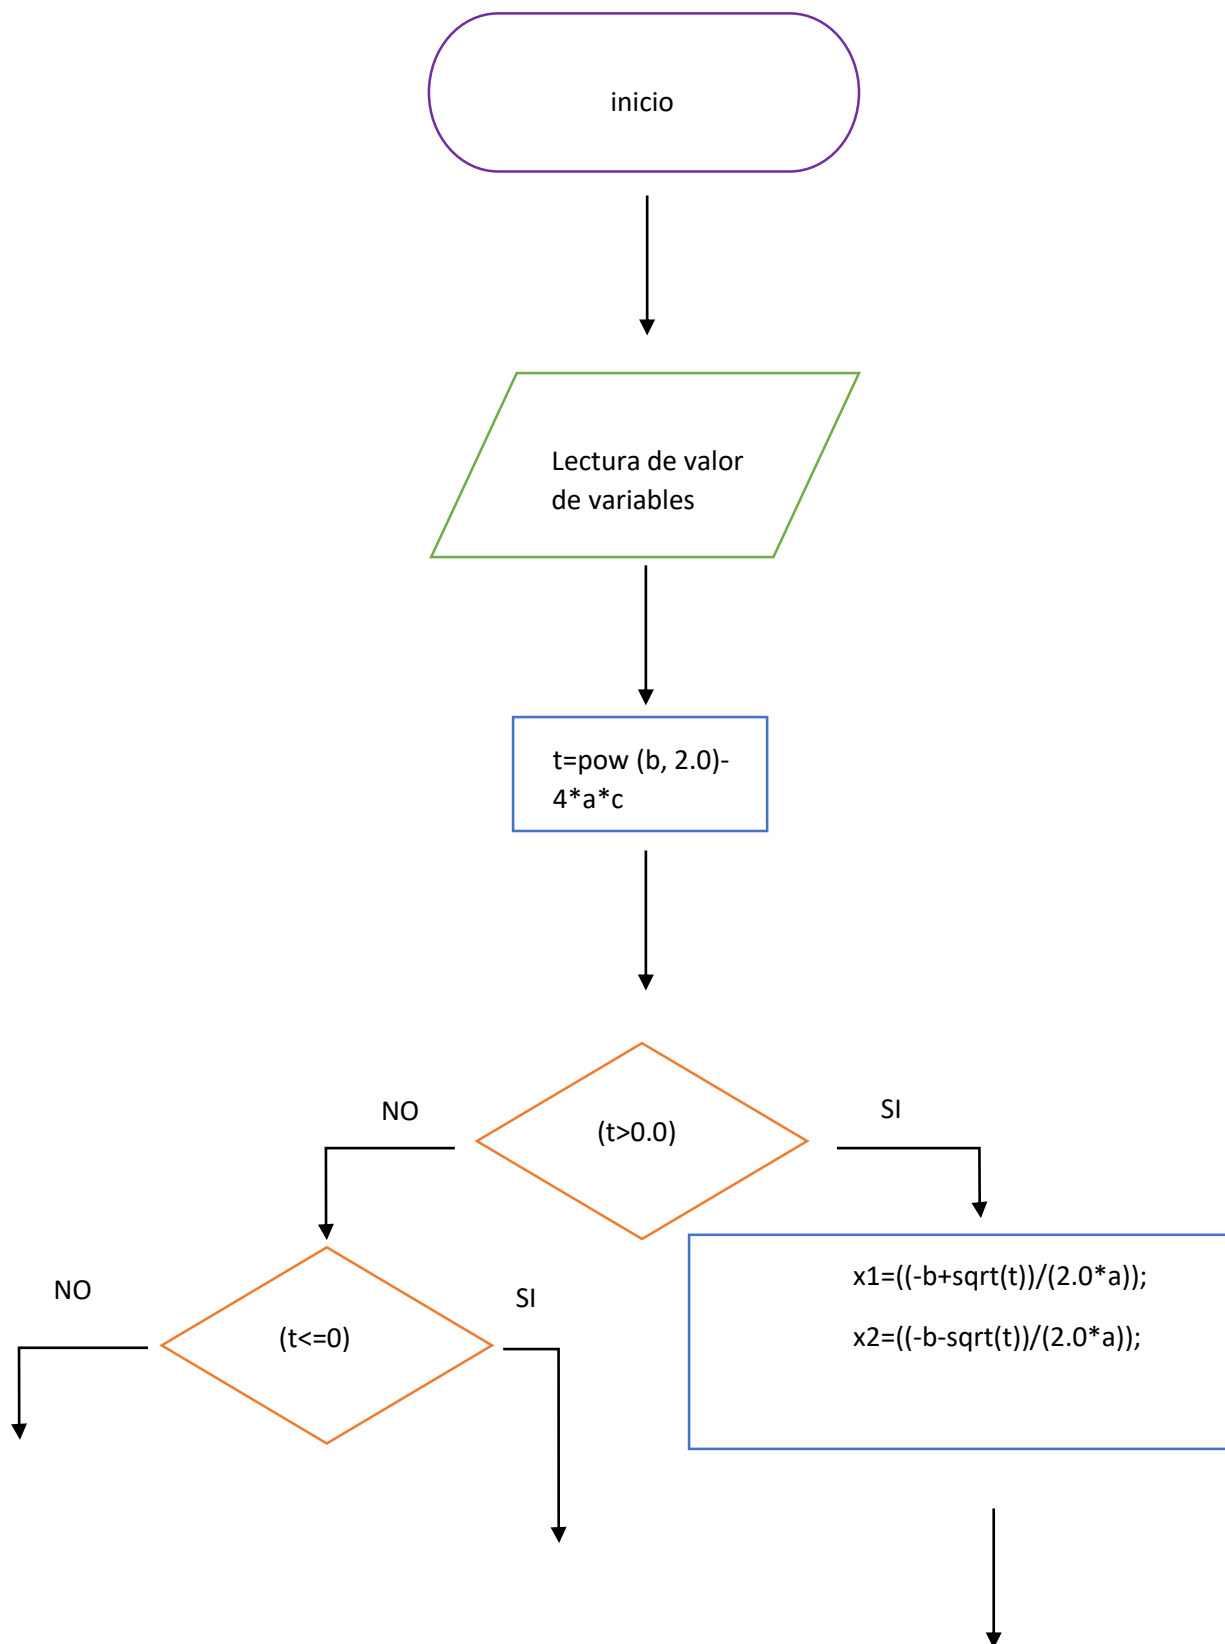 inicio
Lectura de valor
de variables
t=pow (b, 2.0)-
4*a*c
NO
SI
(t>0.0)
x1=((-b+sqrt(t))/(2.0*a));
x2=((-b-sqrt(t))/(2.0*a));
NO
SI
(t<=0)